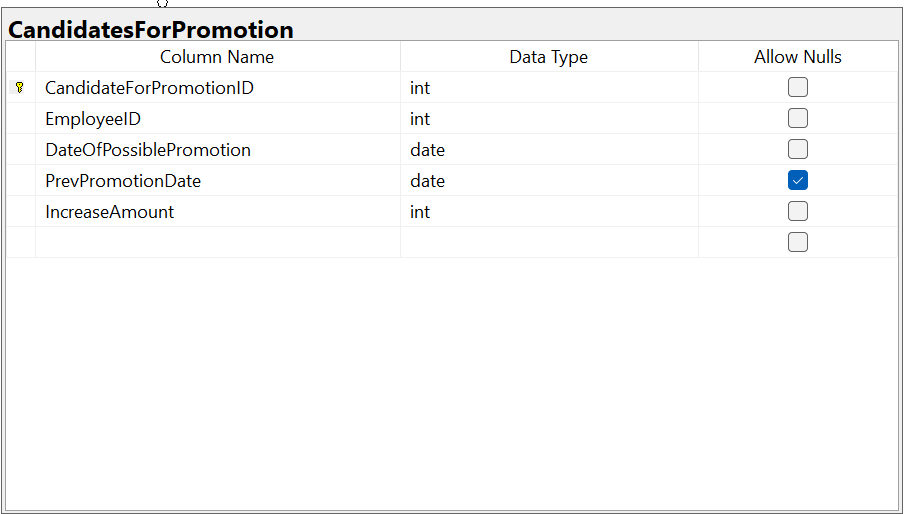 CandidatesForPromotion
Column Name Data Type Allow Nulls
CandidateForPromotionID int
EmployeeID int
DateOfPossiblePromotion date
PrevPromotionDate date
IncreaseAmount int